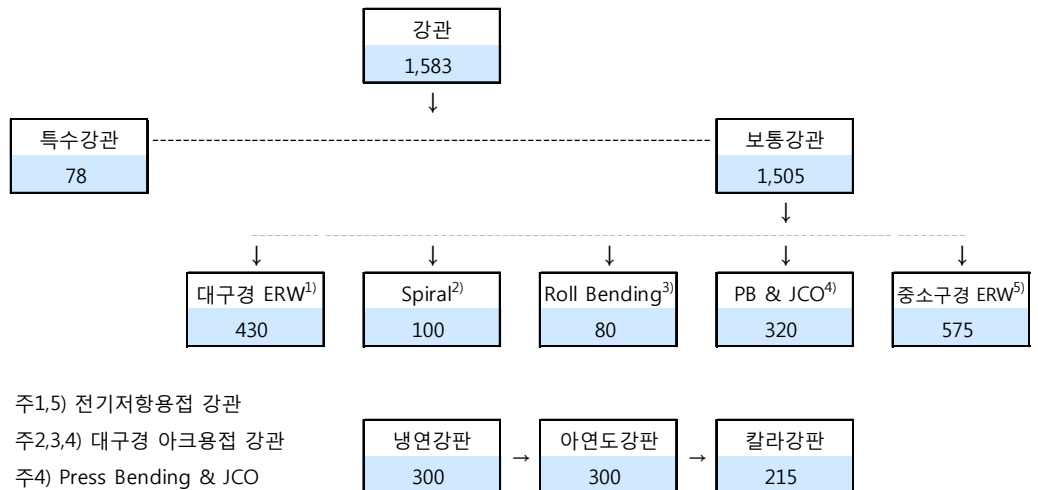 강관
1,583
↓
특수강관
78
보통강관
1,505
↓
↓ ↓ ↓ ↓ ↓
대구경 ERW1) Spiral2) Roll Bending3) PB & JCO4) 중소구경 ERW5)
430 100 80 320 575
주1,5) 전기저항용접 강관
주2,3,4) 대구경 아크용접 강관
주4) Press Bending & JCO
냉연강판 → 아연도강판 → 칼라강판
300 300 215